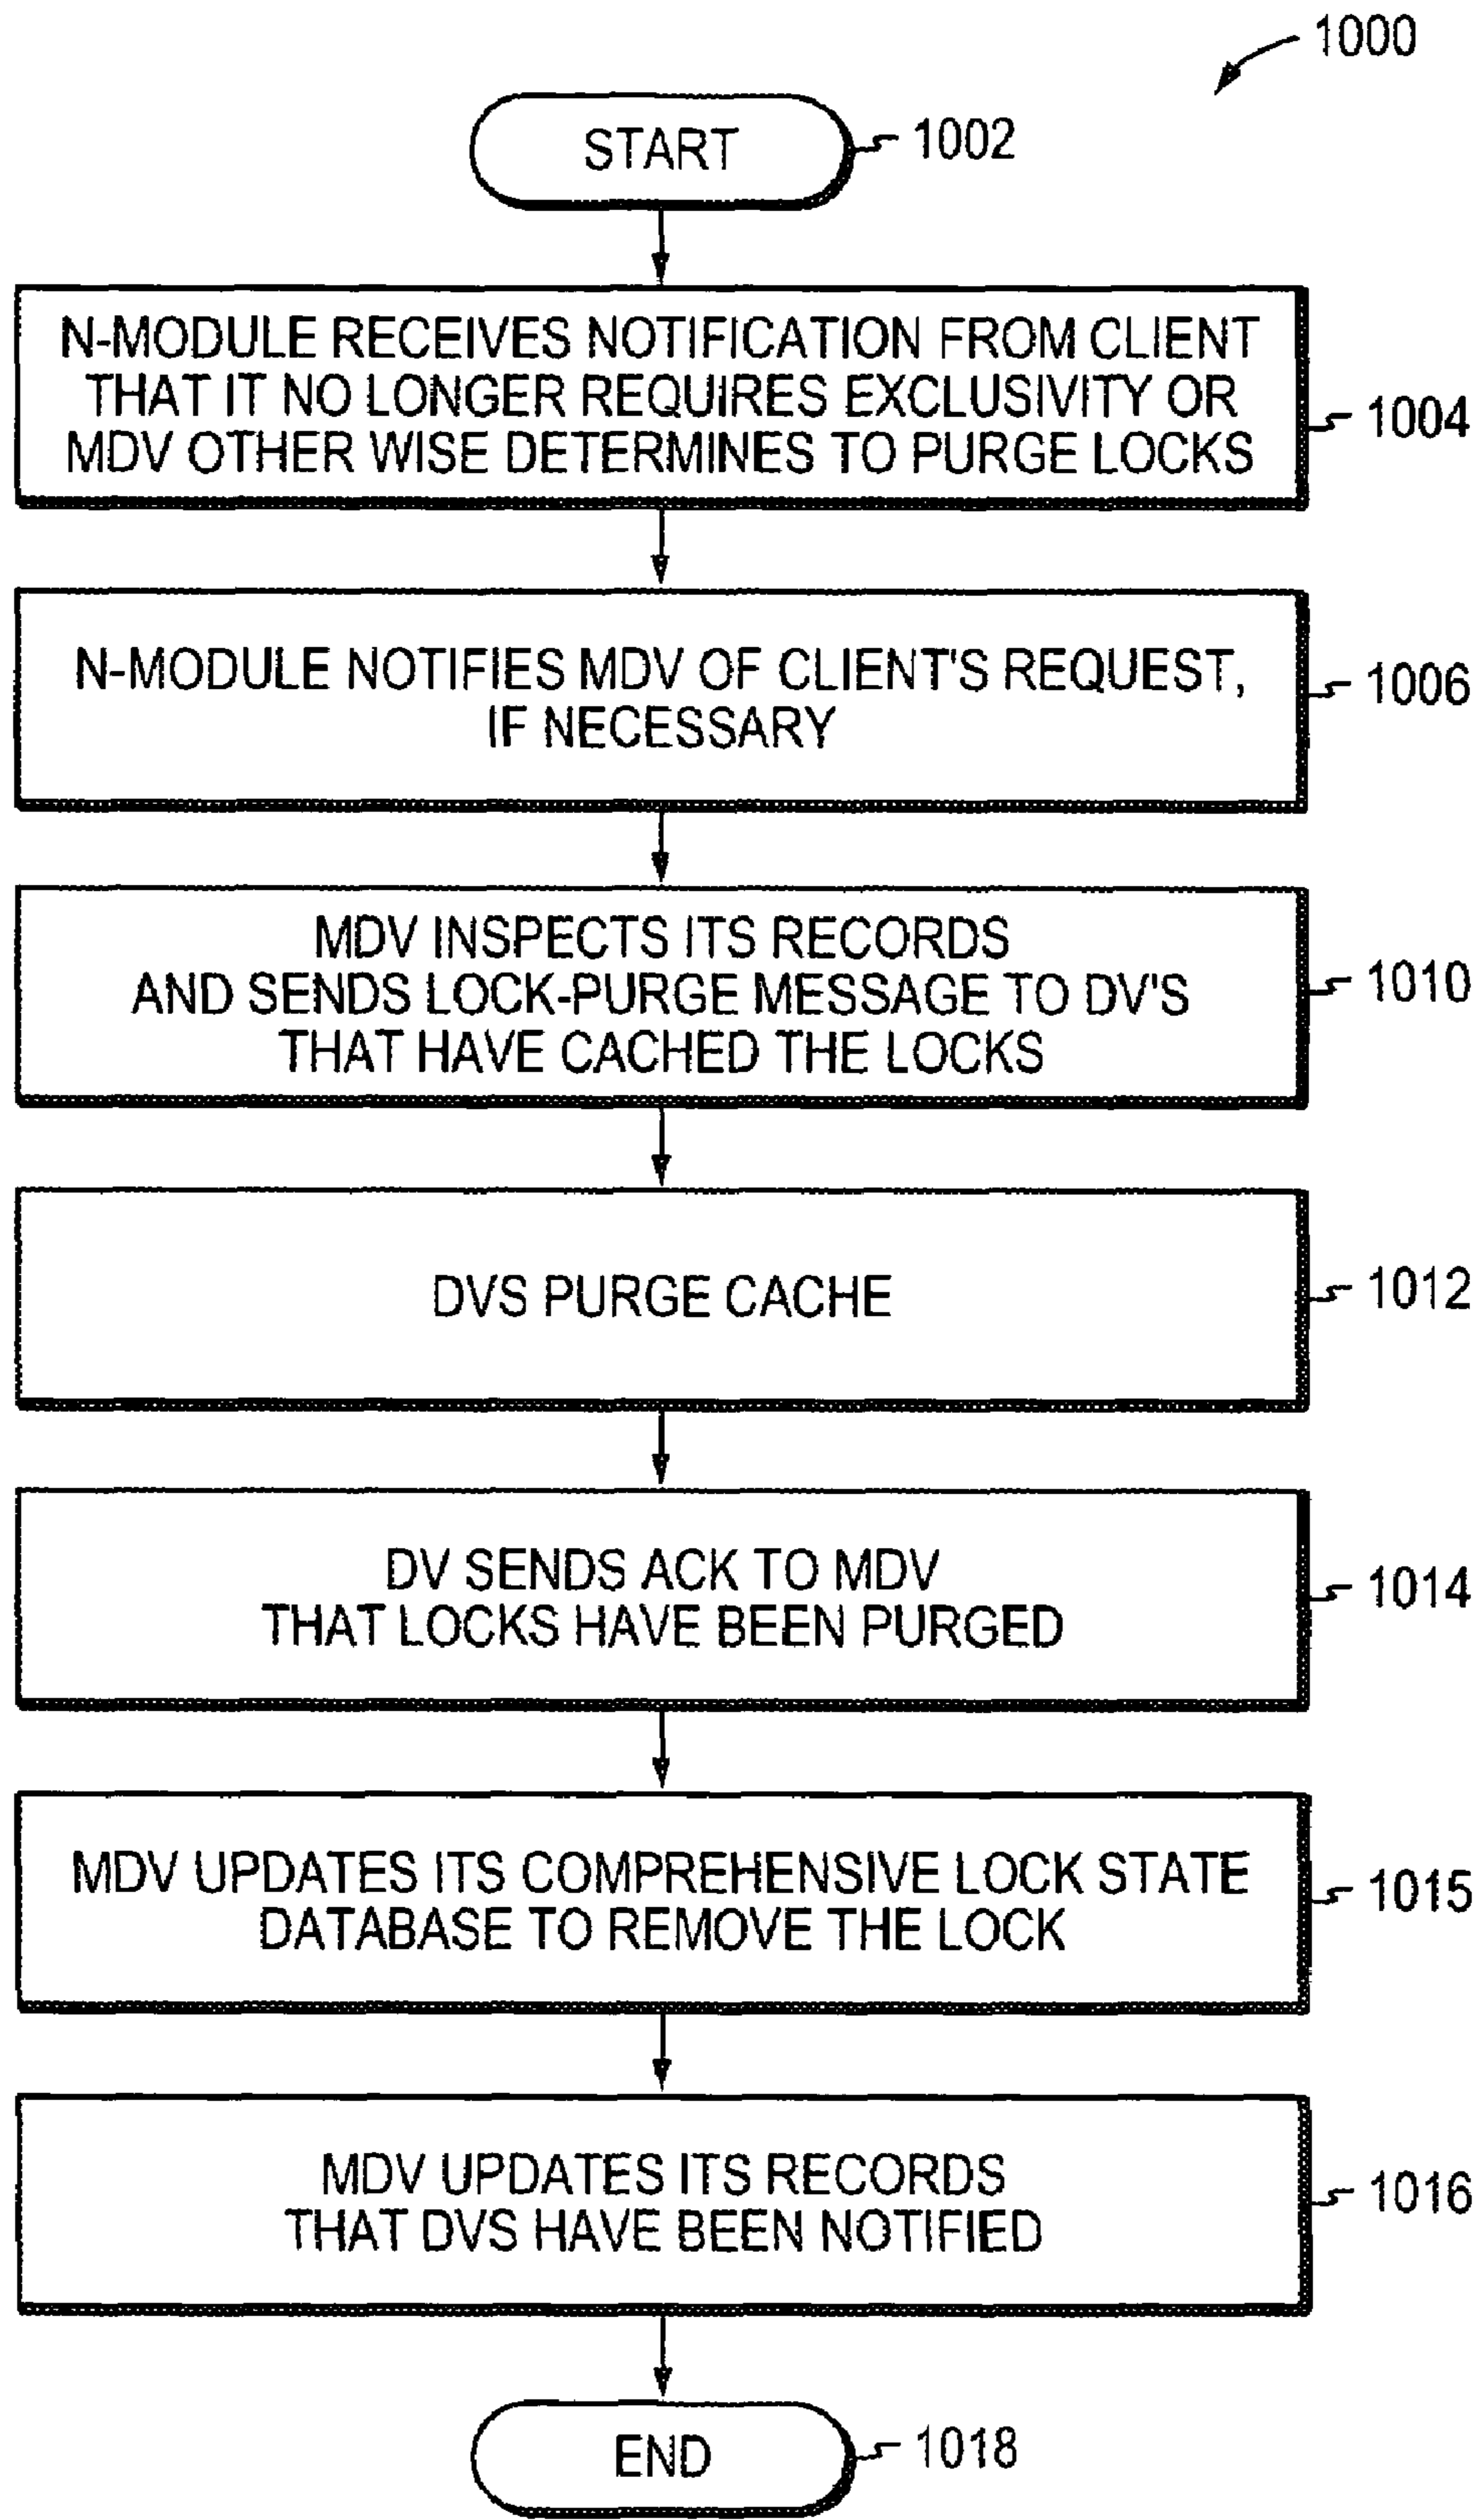 1000
START
1002
N-MODULE RECEIVES NOTIFICATION FROM CLIENT
THAT IT NO LONGER REQUIRES EXCLUSIVITY OR
MDV OTHER WISE DETERMINES TO PURGE LOCKS
1004
N-MODULE NOTIFIES MDV OF CLIENT'S REQUEST,
IF NECESSARY
1006
MDV INSPECTS ITS RECORDS
AND SENDS LOCK-PURGE MESSAGE TO DV'S
THAT HAVE CACHED THE LOCKS
1010
DVS PURGE CACHE
1012
DV SENDS ACK TO MDV
THAT LOCKS HAVE BEEN PURGED
1014
MDV UPDATES ITS COMPREHENSIVE LOCK STATE
DATABASE TO REMOVE THE LOCK
1015
MDV UPDATES ITS RECORDS
THAT DVS HAVE BEEN NOTIFIED
1016
END
1018